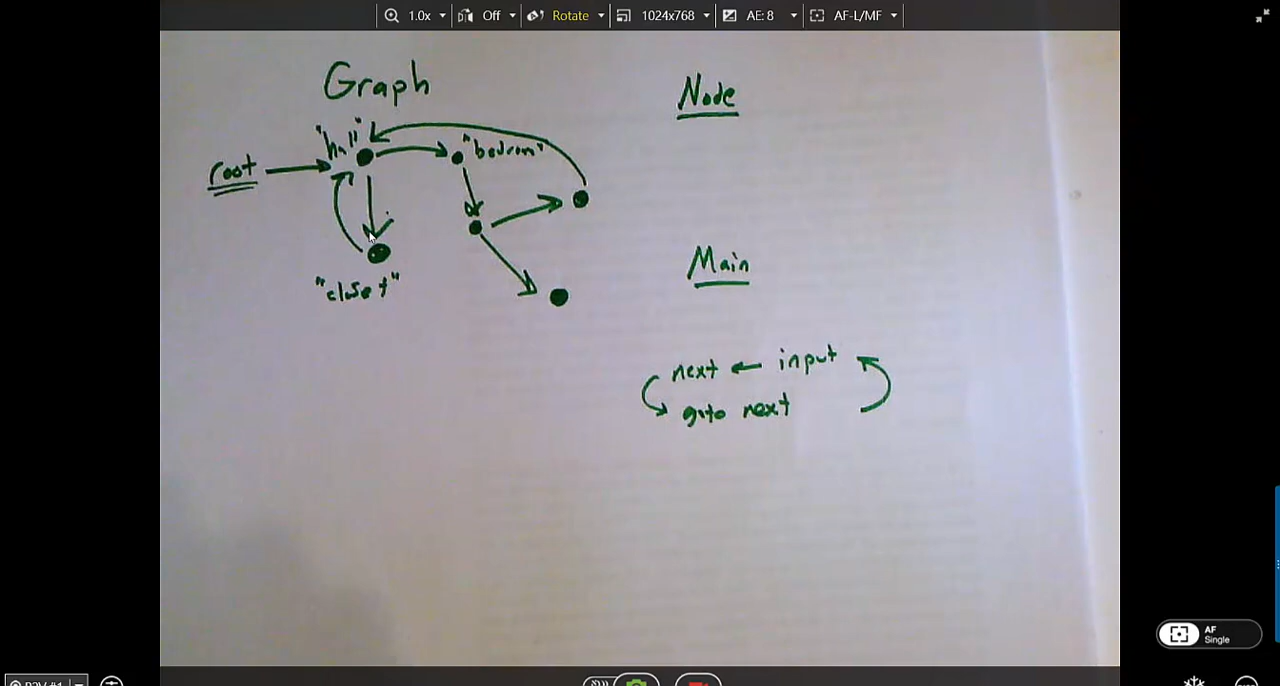 1.0x Off Rotate 1024x768 AE: 8 AF-L/MF
Graph
Node
"hall"
"bedroom"
root
"closet"
Main
next ← input
goto next
AF
Single